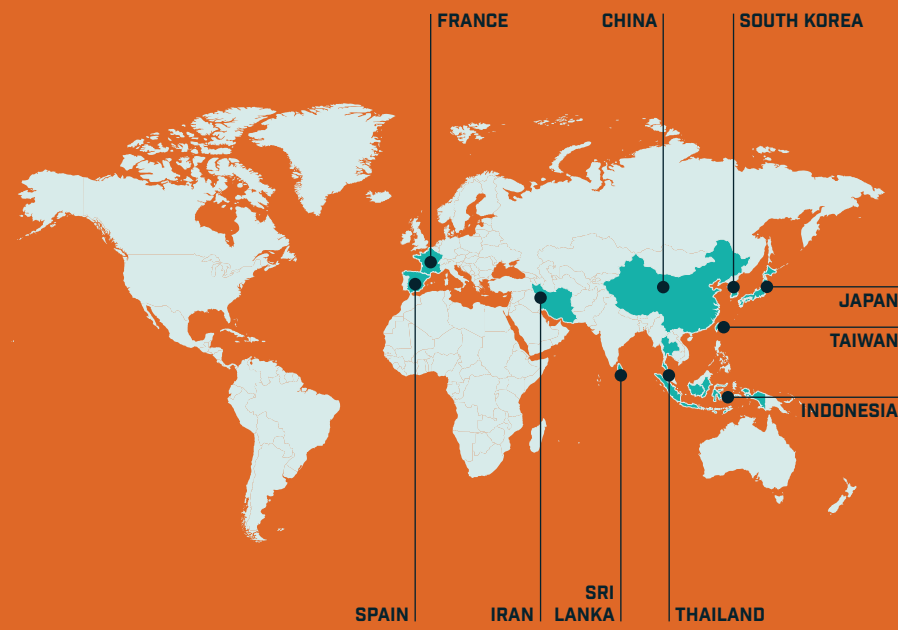 FRANCE
CHINA
SOUTH KOREA
JAPAN
TAIWAN
INDONESIA
SPAIN
IRAN
SRI
LANKA
THAILAND